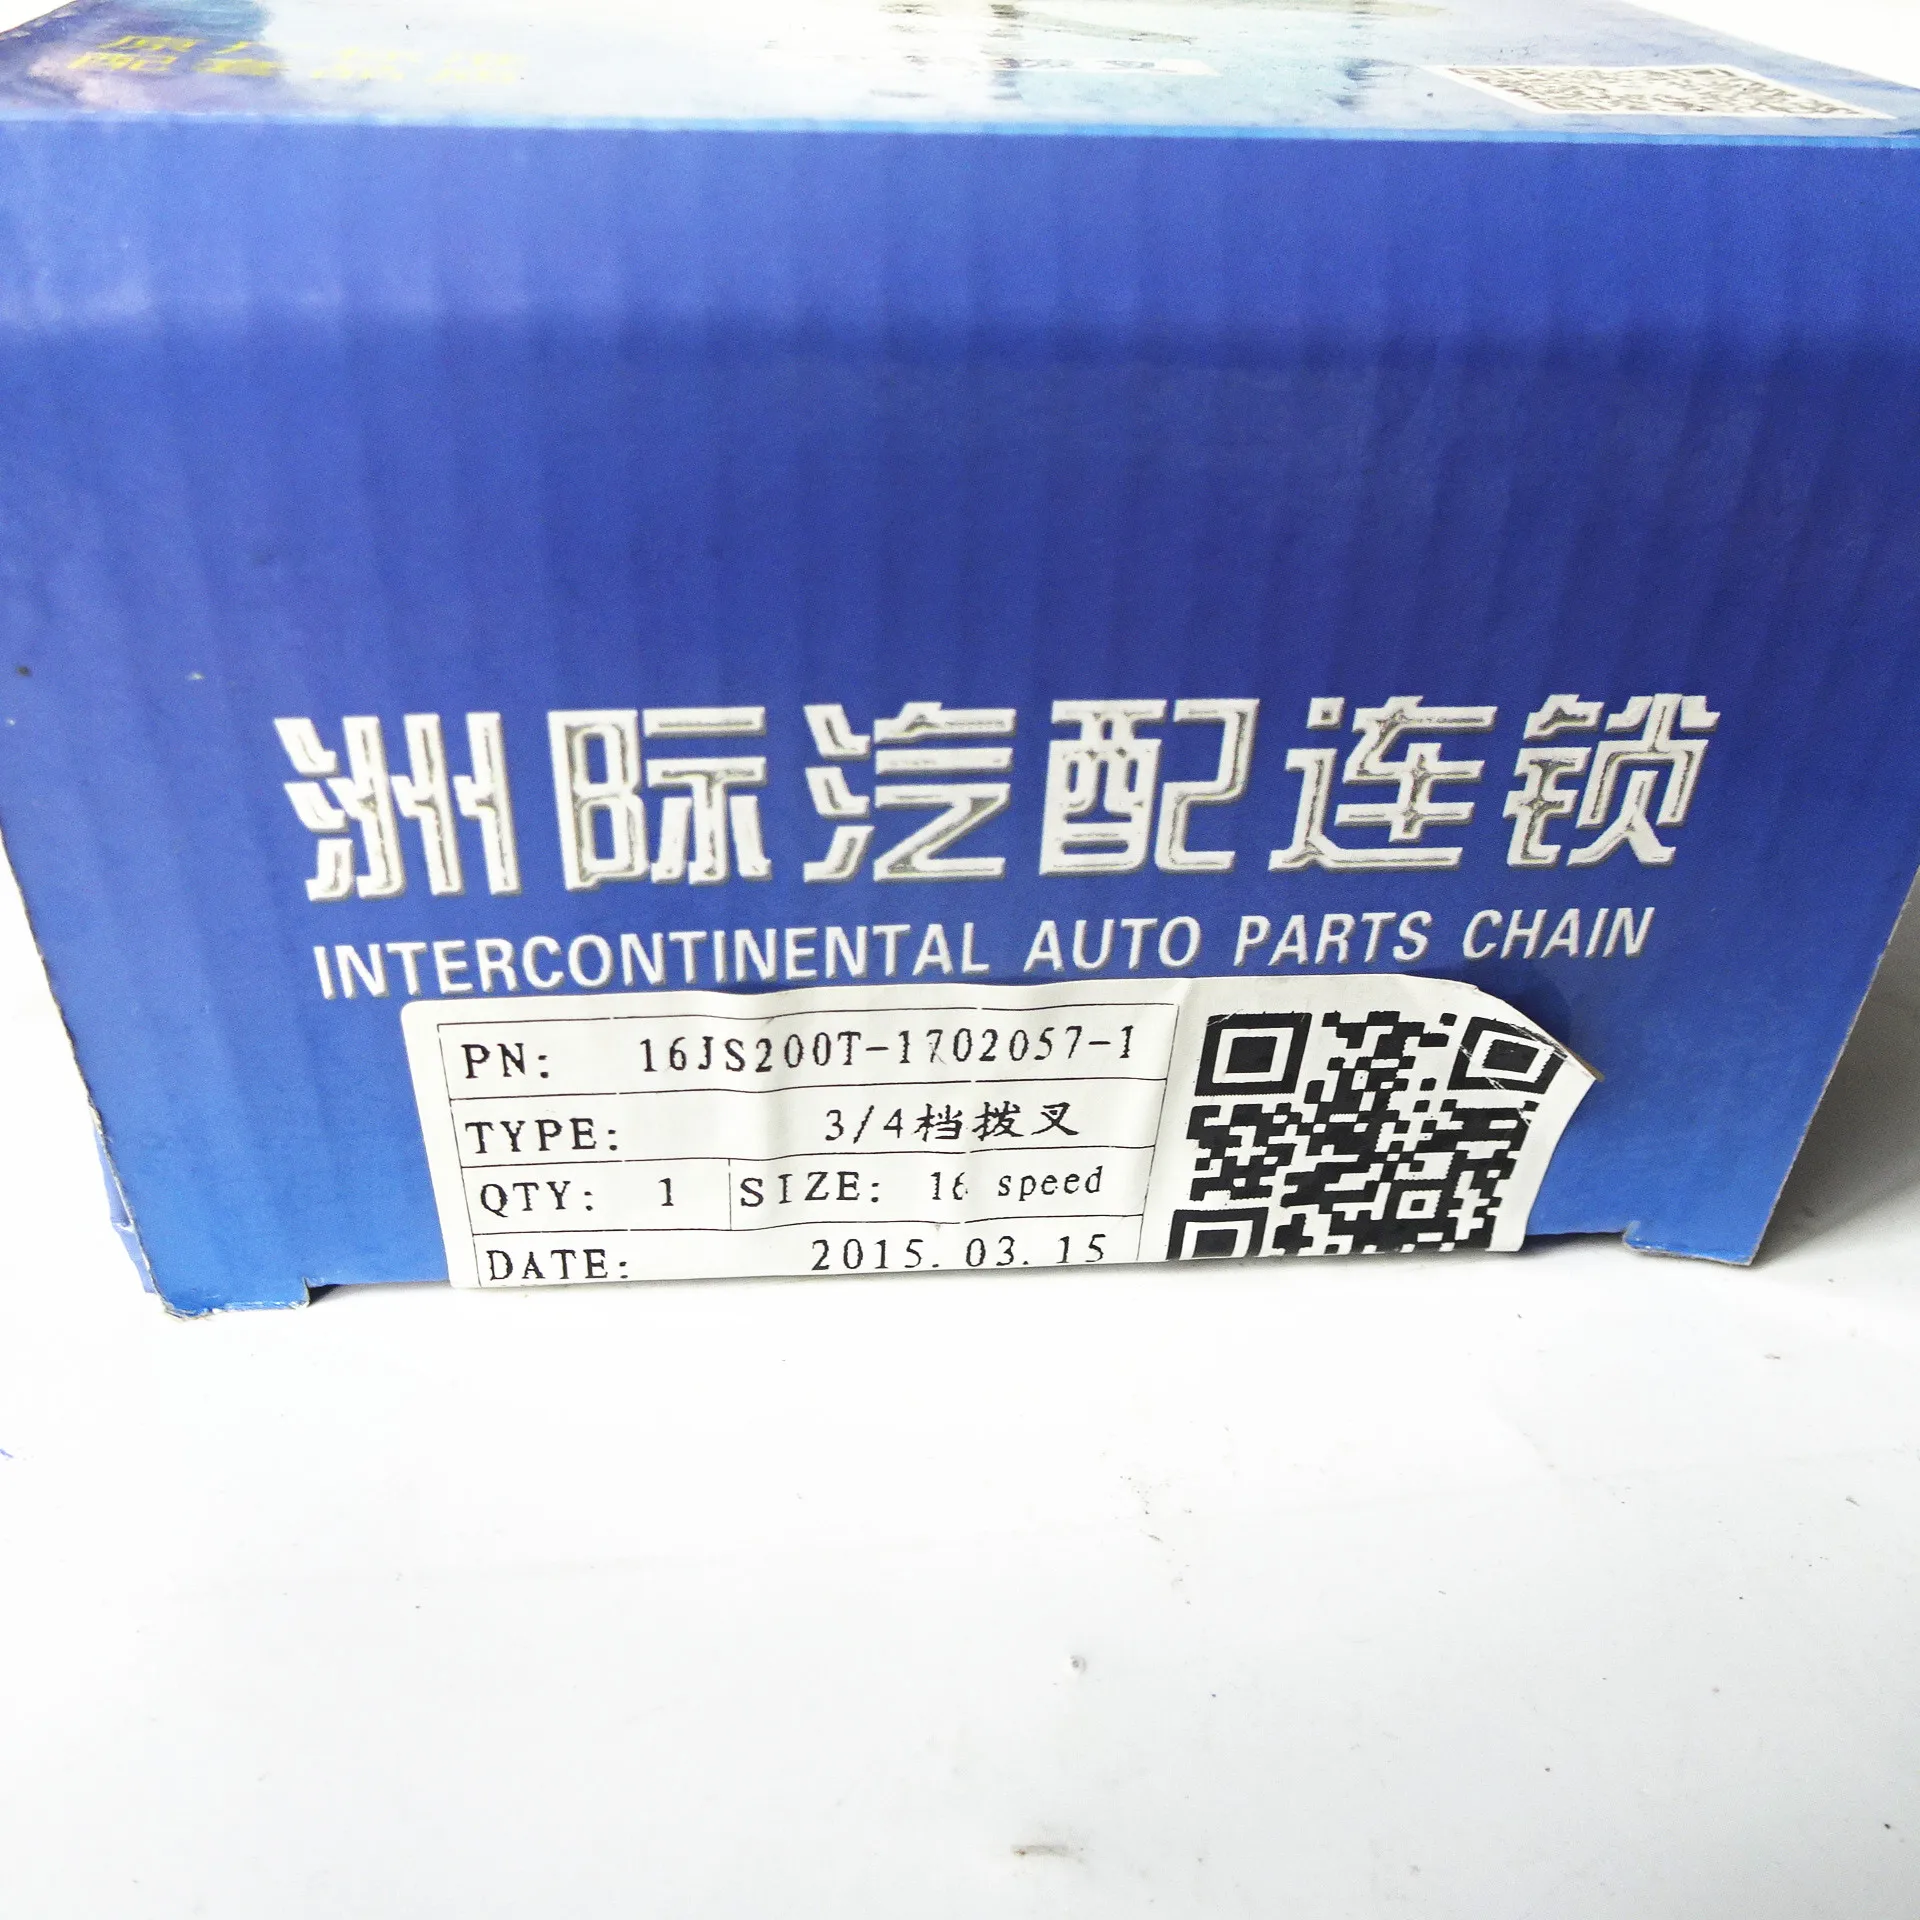 洲际汽配连锁
INTERCONTINENTAL AUTO PARTS CHAIN
PN: 16JS200T-1702057-1
TYPE: 3/4档拨叉
QTY: 1 SIZE: 16 speed
DATE: 2015.03.15